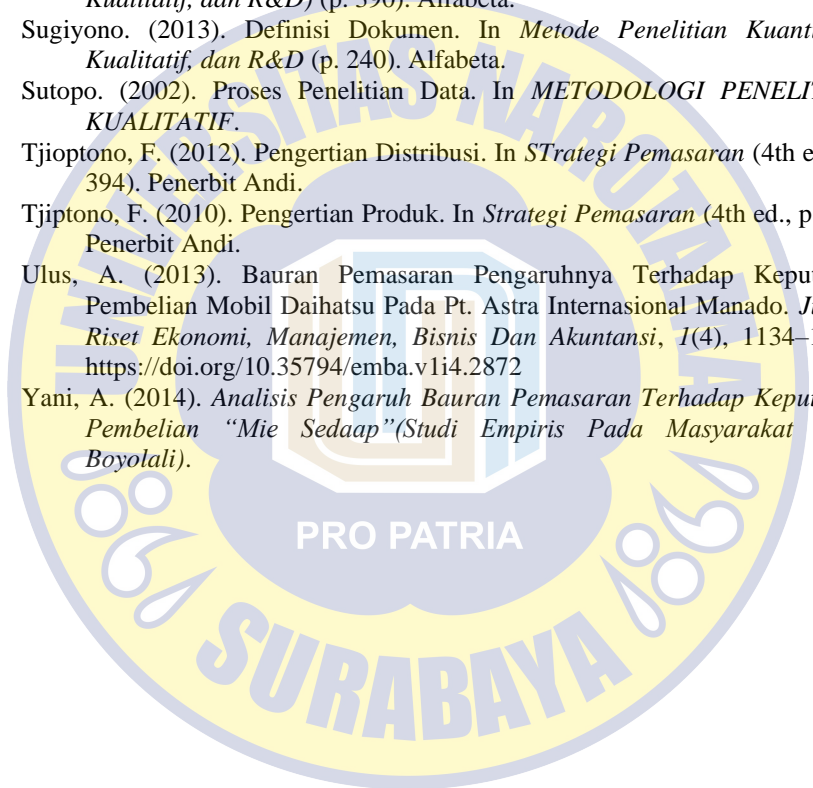 Kualitatif, dan R&D) (p. 390). Alfabeta.
Sugiyono. (2013). Definisi Dokumen. In Metode Penelitian Kuant
Kualitatif, dan R&D (p. 240). Alfabeta.
Sutopo. (2002). Proses Penelitian Data. In METODOLOGI PENELIT
KUALITATIF.
Tjioptono, F. (2012). Pengertian Distribusi. In STrategi Pemasaran (4th e
394). Penerbit Andi.
Tjiptono, F. (2010). Pengertian Produk. In Strategi Pemasaran (4th ed., p
Penerbit Andi.
Ulus, A. (2013). Bauran Pemasaran Pengaruhnya Terhadap Keput
Pembelian Mobil Daihatsu Pada Pt. Astra Internasional Manado. J
Riset Ekonomi, Manajemen, Bisnis Dan Akuntansi, 1(4), 1134–1
https://doi.org/10.35794/emba.v1i4.2872
Yani, A. (2014). Analisis Pengaruh Bauran Pemasaran Terhadap Keput
Pembelian “Mie Sedaap”(Studi Empiris Pada Masyarakat
Boyolali).
UNIVERSITAS NAROTAMA
PRO PATRIA
SURABAYA